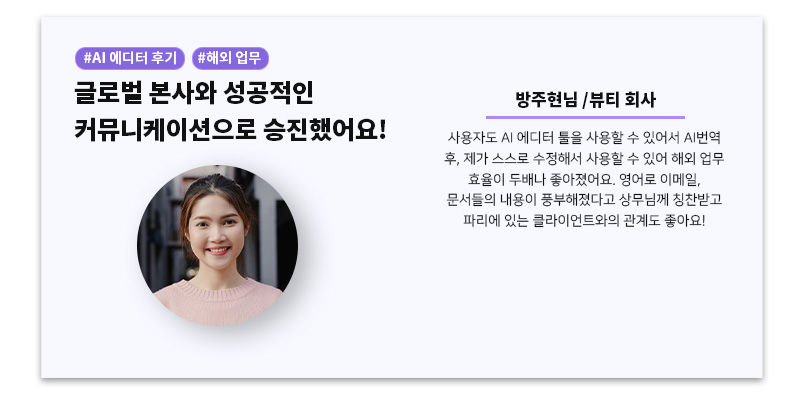 #AI 에디터 후기 #해외 업무
글로벌 본사와 성공적인
커뮤니케이션으로 승진했어요!
방주현님 /뷰티 회사
사용자도 AI 에디터 툴을 사용할 수 있어서 AI번역
후, 제가 스스로 수정해서 사용할 수 있어 해외 업무
효율이 두배나 좋아졌어요. 영어로 이메일,
문서들의 내용이 풍부해졌다고 상무님께 칭찬받고
파리에 있는 클라이언트와의 관계도 좋아요!